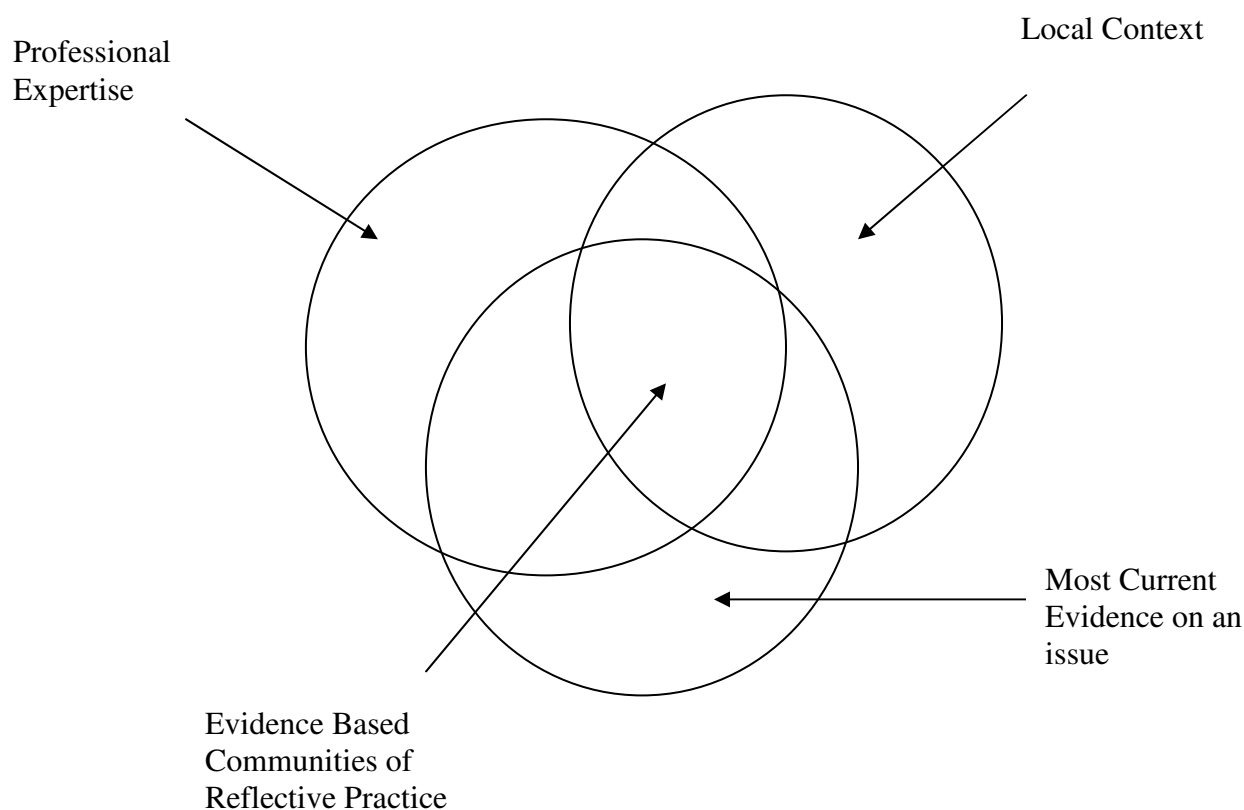 Professional
Expertise
Local Context
Most Current
Evidence on an
issue
Evidence Based
Communities of
Reflective Practice